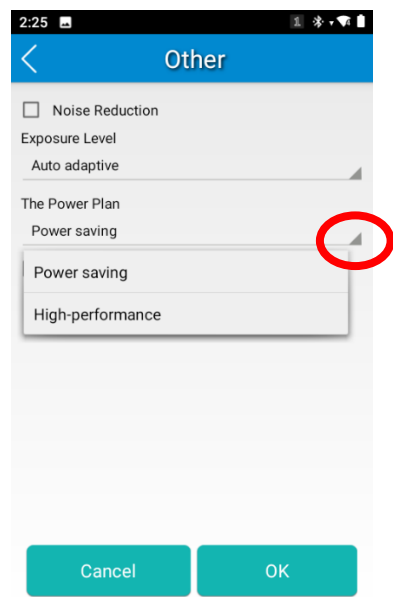 2:25
1
Other
Noise Reduction
Exposure Level
Auto adaptive
The Power Plan
Power saving
Power saving
High-performance
Cancel
OK